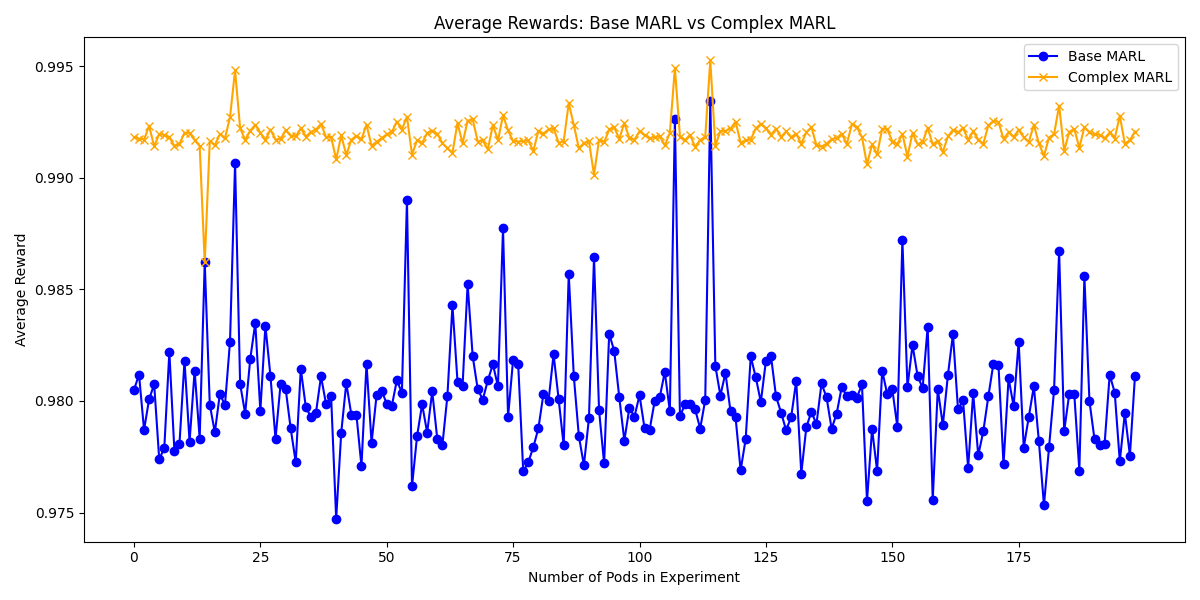 Average Rewards: Base MARL vs Complex MARL
Base MARL
Complex MARL
Average Reward
0.995
0.990
0.985
0.980
0.975
0 25 50 75 100 125 150 175
Number of Pods in Experiment